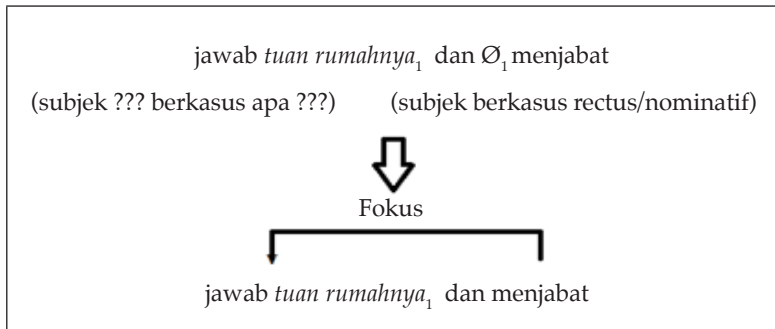 jawab tuan rumahnya₁ dan Ø₁ menjabat
(subjek ??? berkasus apa ???) (subjek berkasus rectus/nominatif)
Fokus
jawab tuan rumahnya₁ dan menjabat